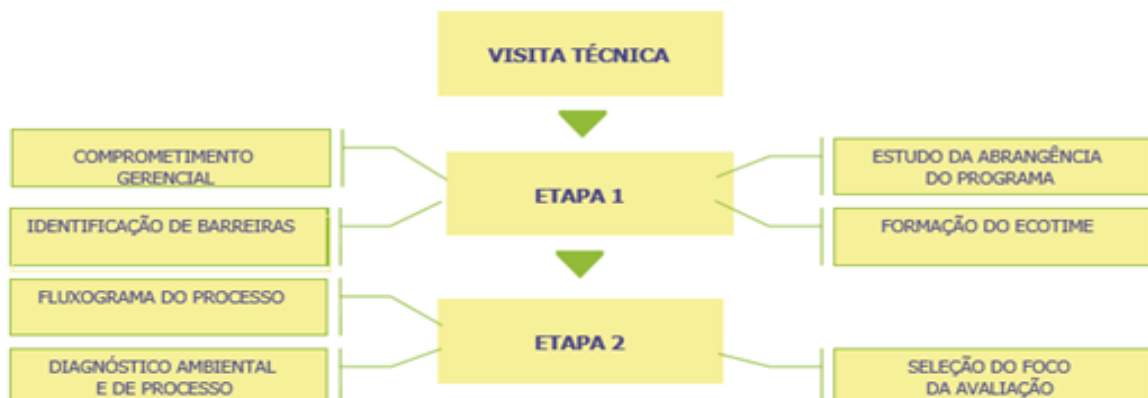 VISITA TÉCNICA
COMPROMETIMENTO
GERENCIAL
ESTUDO DA ABRANGÊNCIA
DO PROGRAMA
ETAPA 1
IDENTIFICAÇÃO DE BARREIRAS
FORMAÇÃO DO ECOTIME
FLUXOGRAMA DO PROCESSO
ETAPA 2
DIAGNÓSTICO AMBIENTAL
E DE PROCESSO
SELEÇÃO DO FOCO
DA AVALIAÇÃO